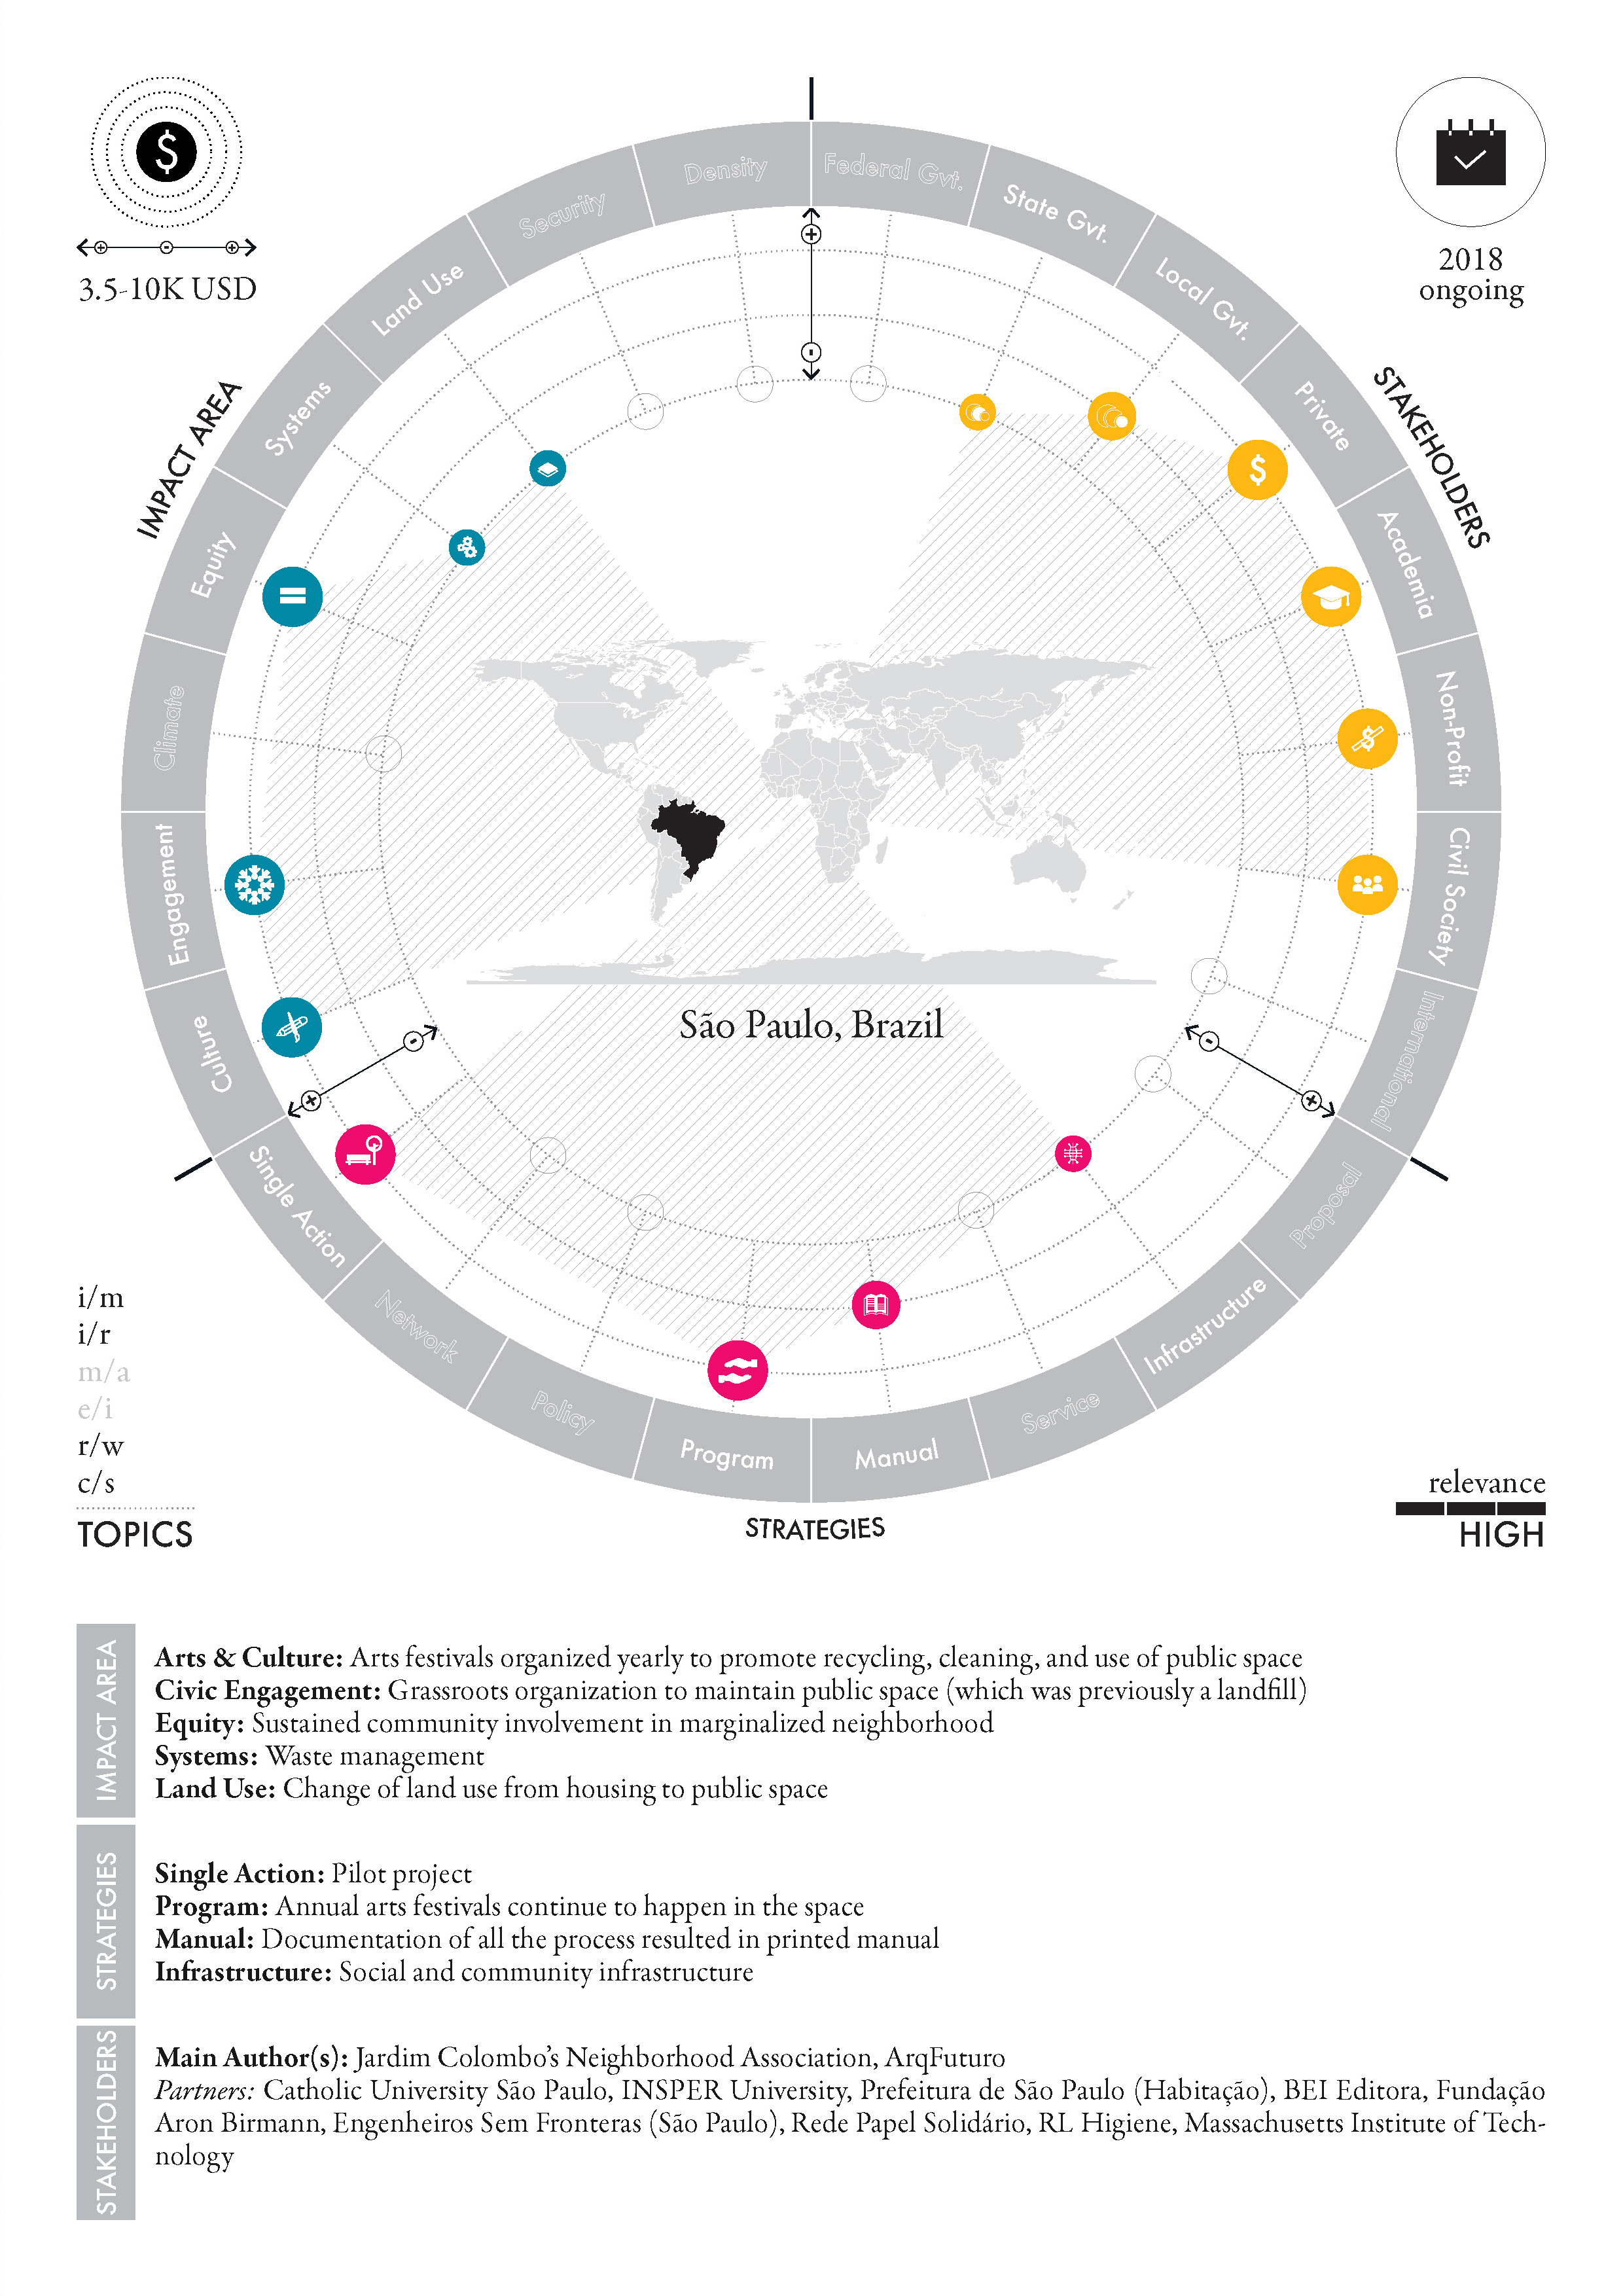 $
3.5-10K USD
2018
ongoing
IMPACT AREA
STAKEHOLDERS
Density
Federal Gvt.
Security
State Gvt.
Land Use
Local Gvt.
Systems
Private
Equity
Academia
Climate
Non-Profit
Engagement
Civil Society
Culture
International
Single Action
Proposal
Network
Infrastructure
Policy
Service
Program
Manual
$
São Paulo, Brazil
i/m
i/r
m/a
e/i
r/w
c/s
TOPICS
STRATEGIES
relevance
HIGH
IMPACT AREA
Arts & Culture: Arts festivals organized yearly to promote recycling, cleaning, and use of public space
Civic Engagement: Grassroots organization to maintain public space (which was previously a landfill)
Equity: Sustained community involvement in marginalized neighborhood
Systems: Waste management
Land Use: Change of land use from housing to public space
STRATEGIES
Single Action: Pilot project
Program: Annual arts festivals continue to happen in the space
Manual: Documentation of all the process resulted in printed manual
Infrastructure: Social and community infrastructure
STAKEHOLDERS
Main Author(s): Jardim Colombo’s Neighborhood Association, ArqFuturo
Partners: Catholic University São Paulo, INSPER University, Prefeitura de São Paulo (Habitação), BEI Editora, Fundação
Aron Birmann, Engenheiros Sem Fronteras (São Paulo), Rede Papel Solidário, RL Higiene, Massachusetts Institute of Tech-
nology